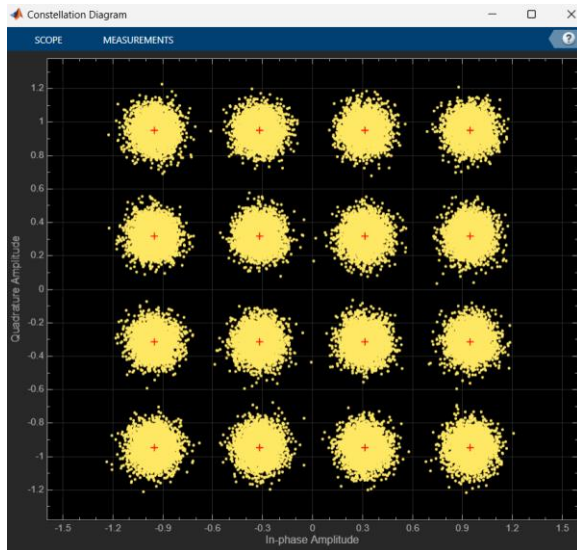 Constellation Diagram
SCOPE MEASUREMENTS ?
1.2
1
0.8
0.6
0.4
0.2
0
-0.2
-0.4
-0.6
-0.8
-1
-1.2
Quadrature Amplitude
-1.5 -1.2 -0.9 -0.6 -0.3 0 0.3 0.6 0.9 1.2 1.5
In-phase Amplitude